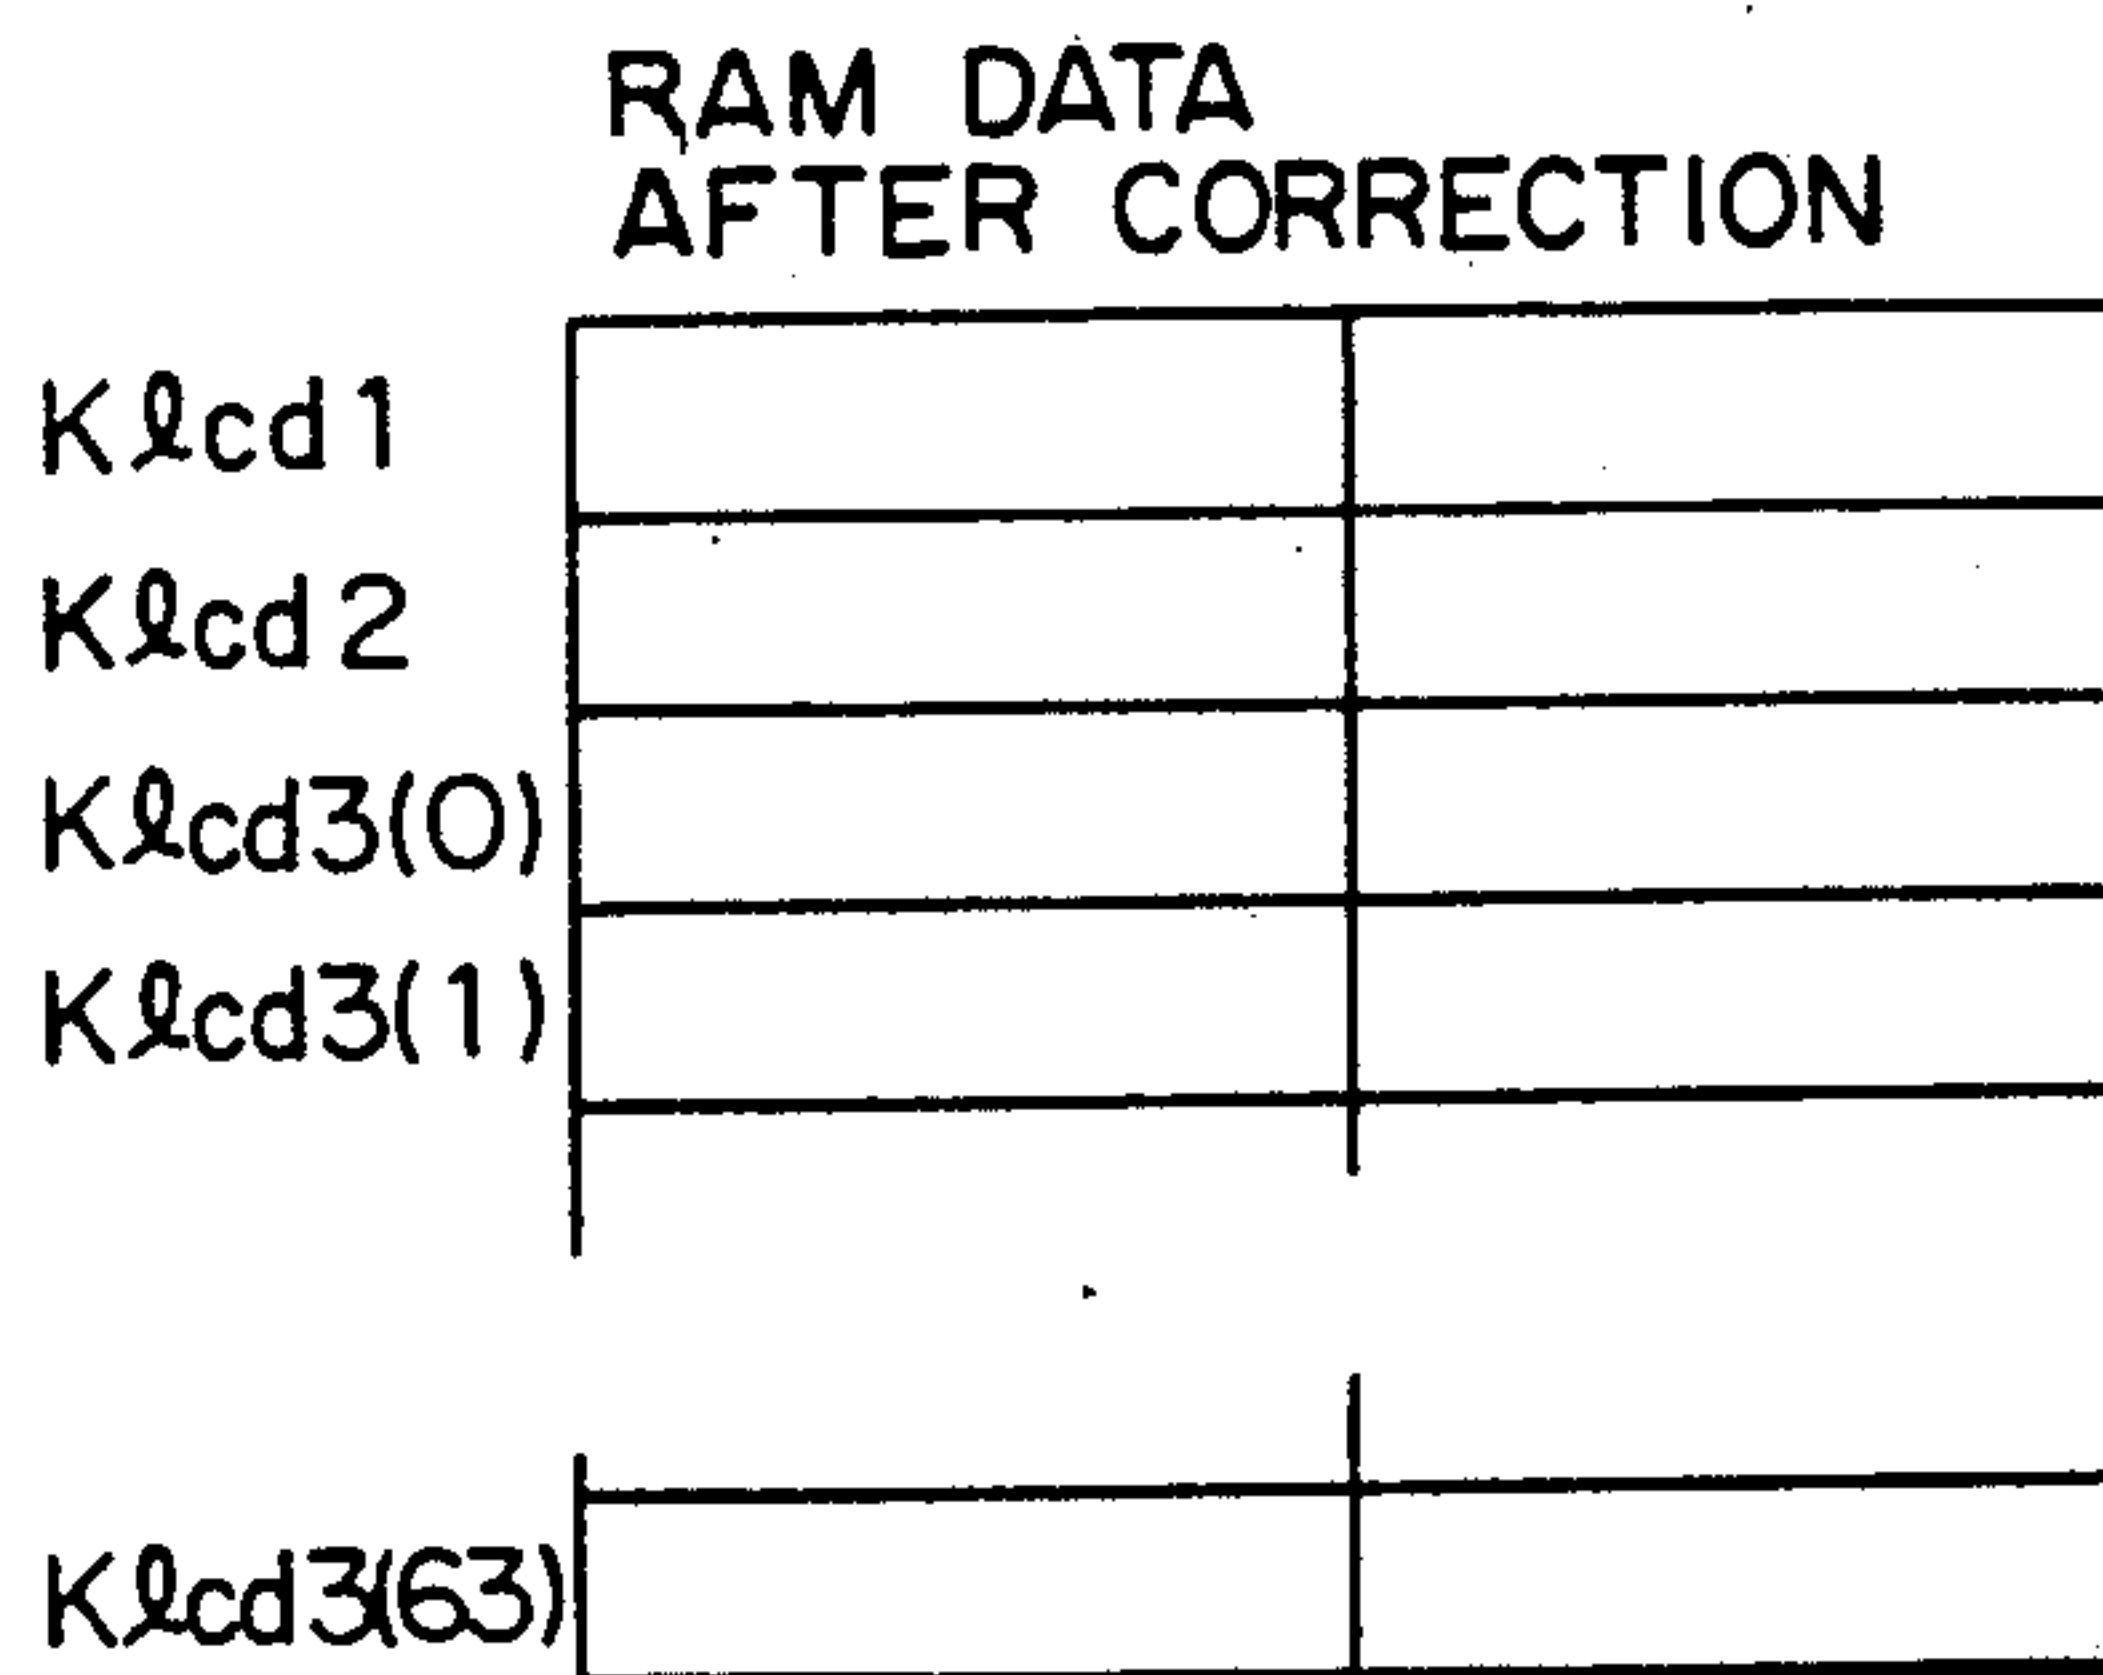 RAM DATA
AFTER CORRECTION
Kℓcd1
Kℓcd2
Kℓcd3(0)
Kℓcd3(1)
Kℓcd3(63)